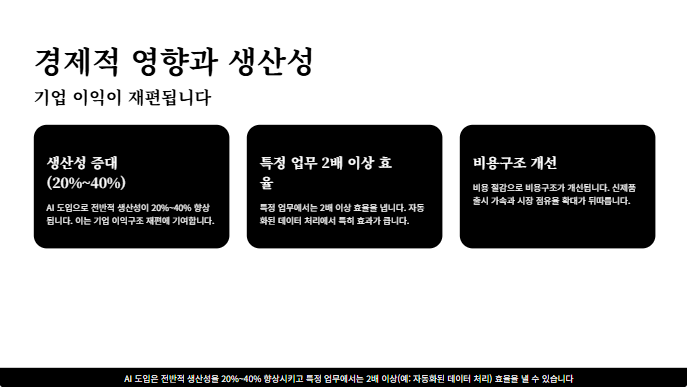 경제적 영향과 생산성
기업 이익이 재편됩니다
생산성 증대
(20%~40%)
AI 도입으로 전반적 생산성이 20%~40% 향상
됩니다. 이는 기업 이익구조 재편에 기여합니다.
특정 업무 2배 이상 효
율
특정 업무에서는 2배 이상 효율을 냅니다. 자동
화된 데이터 처리에서 특히 효과가 큽니다.
비용구조 개선
비용 절감으로 비용구조가 개선됩니다. 신제품
출시 가속과 시장 점유율 확대가 뒤따릅니다.
AI 도입은 전반적 생산성을 20%~40% 향상시키고 특정 업무에서는 2배 이상(예: 자동화된 데이터 처리) 효율을 낼 수 있습니다